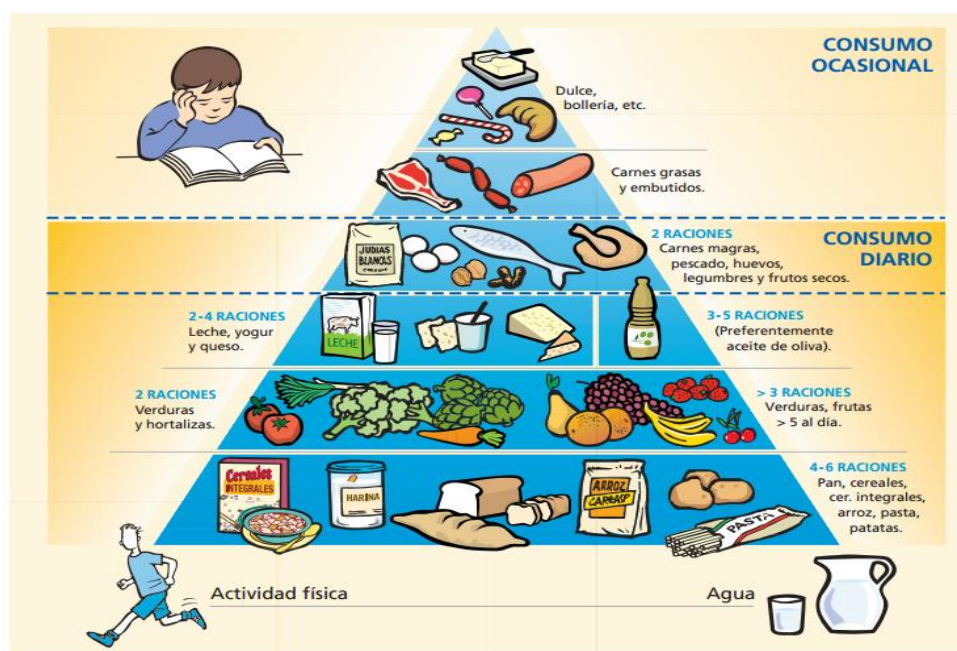 CONSUMO
OCASIONAL
Dulce,
bollería, etc.
Carnes grasas
y embutidos.
CONSUMO
DIARIO
2 RACIONES
Carnes magras,
pescado, huevos,
legumbres y frutos secos.
JUDIAS
BLANCAS
2-4 RACIONES
Leche, yogur
y queso.
LECHE
3-5 RACIONES
(Preferentemente
aceite de oliva).
2 RACIONES
Verduras
y hortalizas.
> 3 RACIONES
Verduras, frutas
> 5 al día.
Cereales
INTEGRALES
HARINA
ARROZ
PASTA
4-6 RACIONES
Pan, cereales,
cer. integrales,
arroz, pasta,
patatas.
Actividad física
Agua